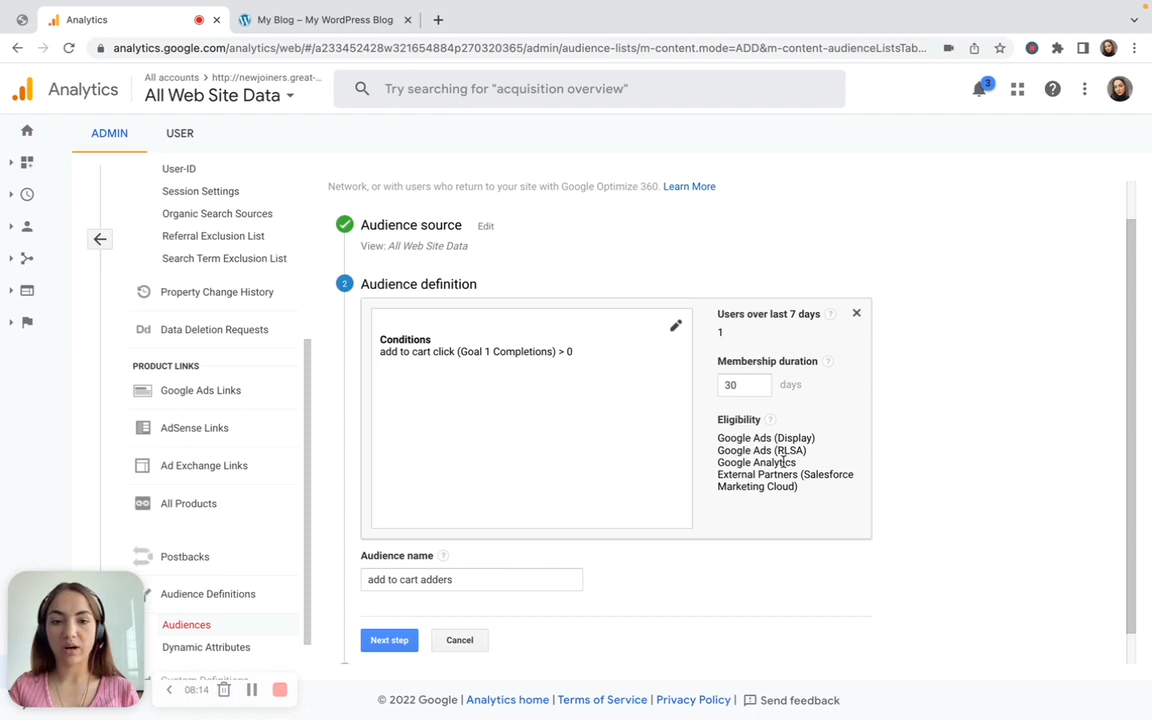 Analytics
My Blog – My WordPress Blog
analytics.google.com/analytics/web/#/a233452428w321654884p270320365/admin/audience-lists/m-content.mode=ADD&m-content-audienceListsTab...
Analytics
All accounts > http://newjoiners.great-...
All Web Site Data
Try searching for "acquisition overview"
3
ADMIN
USER
User-ID
Session Settings
Organic Search Sources
Referral Exclusion List
Search Term Exclusion List
Property Change History
Dd Data Deletion Requests
PRODUCT LINKS
Google Ads Links
AdSense Links
Ad Exchange Links
All Products
Postbacks
Audience Definitions
Audiences
Dynamic Attributes
Custom Definitions
Network, or with users who return to your site with Google Optimize 360. Learn More
Audience source Edit
View: All Web Site Data
2 Audience definition
Conditions
add to cart click (Goal 1 Completions) > 0
Users over last 7 days ?
1
Membership duration ?
30 days
Eligibility ?
Google Ads (Display)
Google Ads (RLSA)
Google Analytics
External Partners (Salesforce
Marketing Cloud)
Audience name ?
add to cart adders
Next step
Cancel
08:14
© 2022 Google | Analytics home | Terms of Service | Privacy Policy | Send feedback